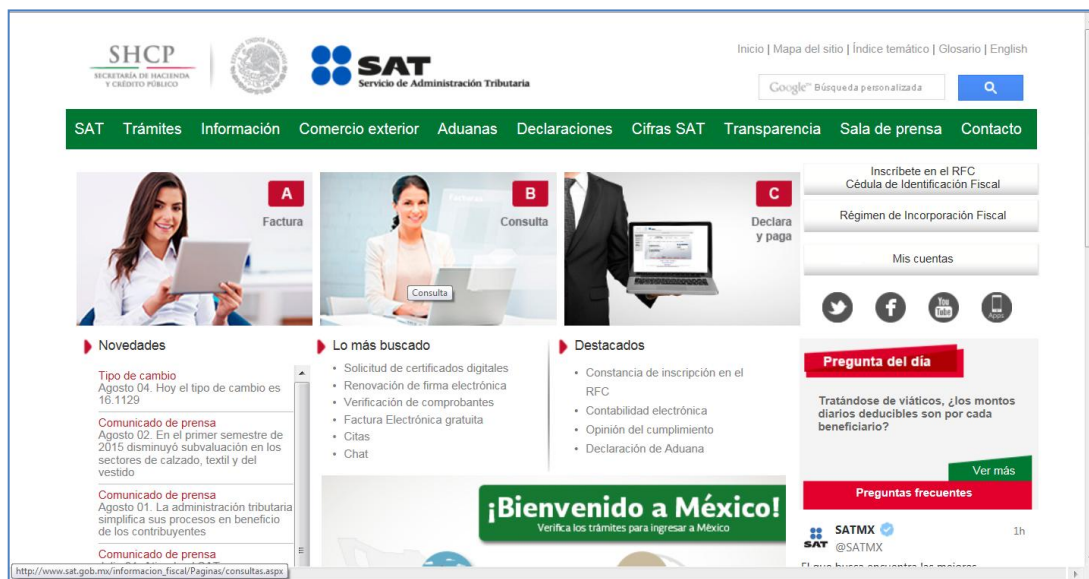 SHCP
SECRETARÍA DE HACIENDA
Y CRÉDITO PÚBLICO
SAT
Servicio de Administración Tributaria
Inicio | Mapa del sitio | Índice temático | Glosario | English
Google™ Búsqueda personalizada
SAT Trámites Información Comercio exterior Aduanas Declaraciones Cifras SAT Transparencia Sala de prensa Contacto
A
Factura
B
Consulta
Consulta
C
Declara
y paga
Inscríbete en el RFC
Cédula de Identificación Fiscal
Régimen de Incorporación Fiscal
Mis cuentas
You
Tube
Apps
Novedades
Tipo de cambio
Agosto 04. Hoy el tipo de cambio es
16.1129
Comunicado de prensa
Agosto 02. En el primer semestre de
2015 disminuyó subvaluación en los
sectores de calzado, textil y del
vestido
Comunicado de prensa
Agosto 01. La administración tributaria
simplifica sus procesos en beneficio
de los contribuyentes
Comunicado de prensa
Lo más buscado
• Solicitud de certificados digitales
• Renovación de firma electrónica
• Verificación de comprobantes
• Factura Electrónica gratuita
• Citas
• Chat
Destacados
• Constancia de inscripción en el
RFC
• Contabilidad electrónica
• Opinión del cumplimiento
• Declaración de Aduana
¡Bienvenido a México!
Verifica los trámites para ingresar a México
Pregunta del día
Tratándose de viáticos, ¿los montos
diarios deducibles son por cada
beneficiario?
Ver más
Preguntas frecuentes
SAT
SATMX 1h
@SATMX
El que busca encuentra las mejores
http://www.sat.gob.mx/informacion_fiscal/Paginas/consultas.aspx